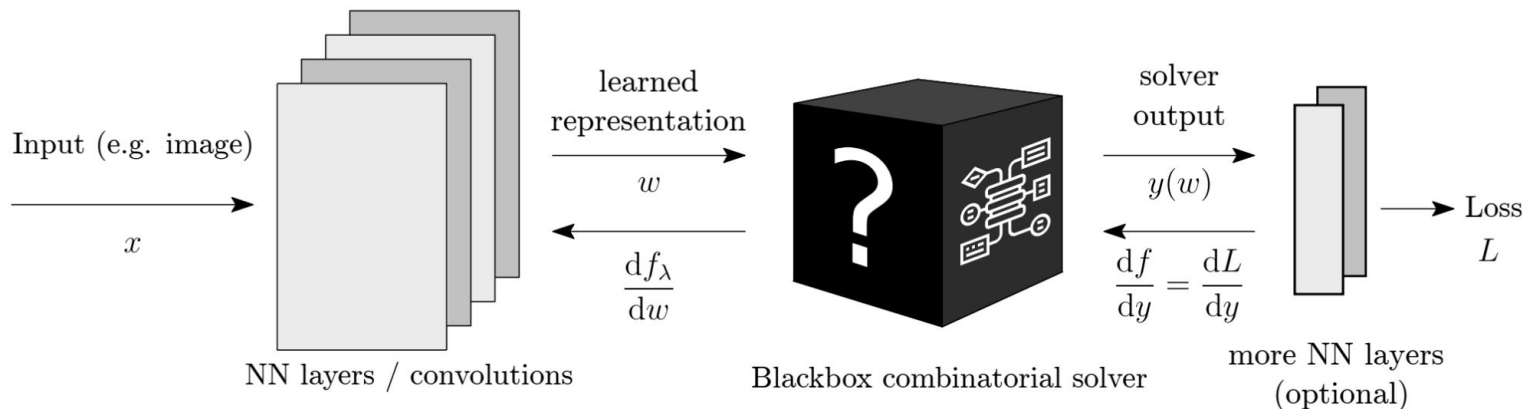 Input (e.g. image)
x
NN layers / convolutions
learned
representation
w
df_λ/dw
?
Blackbox combinatorial solver
solver
output
y(w)
df/dy = dL/dy
more NN layers
(optional)
Loss
L